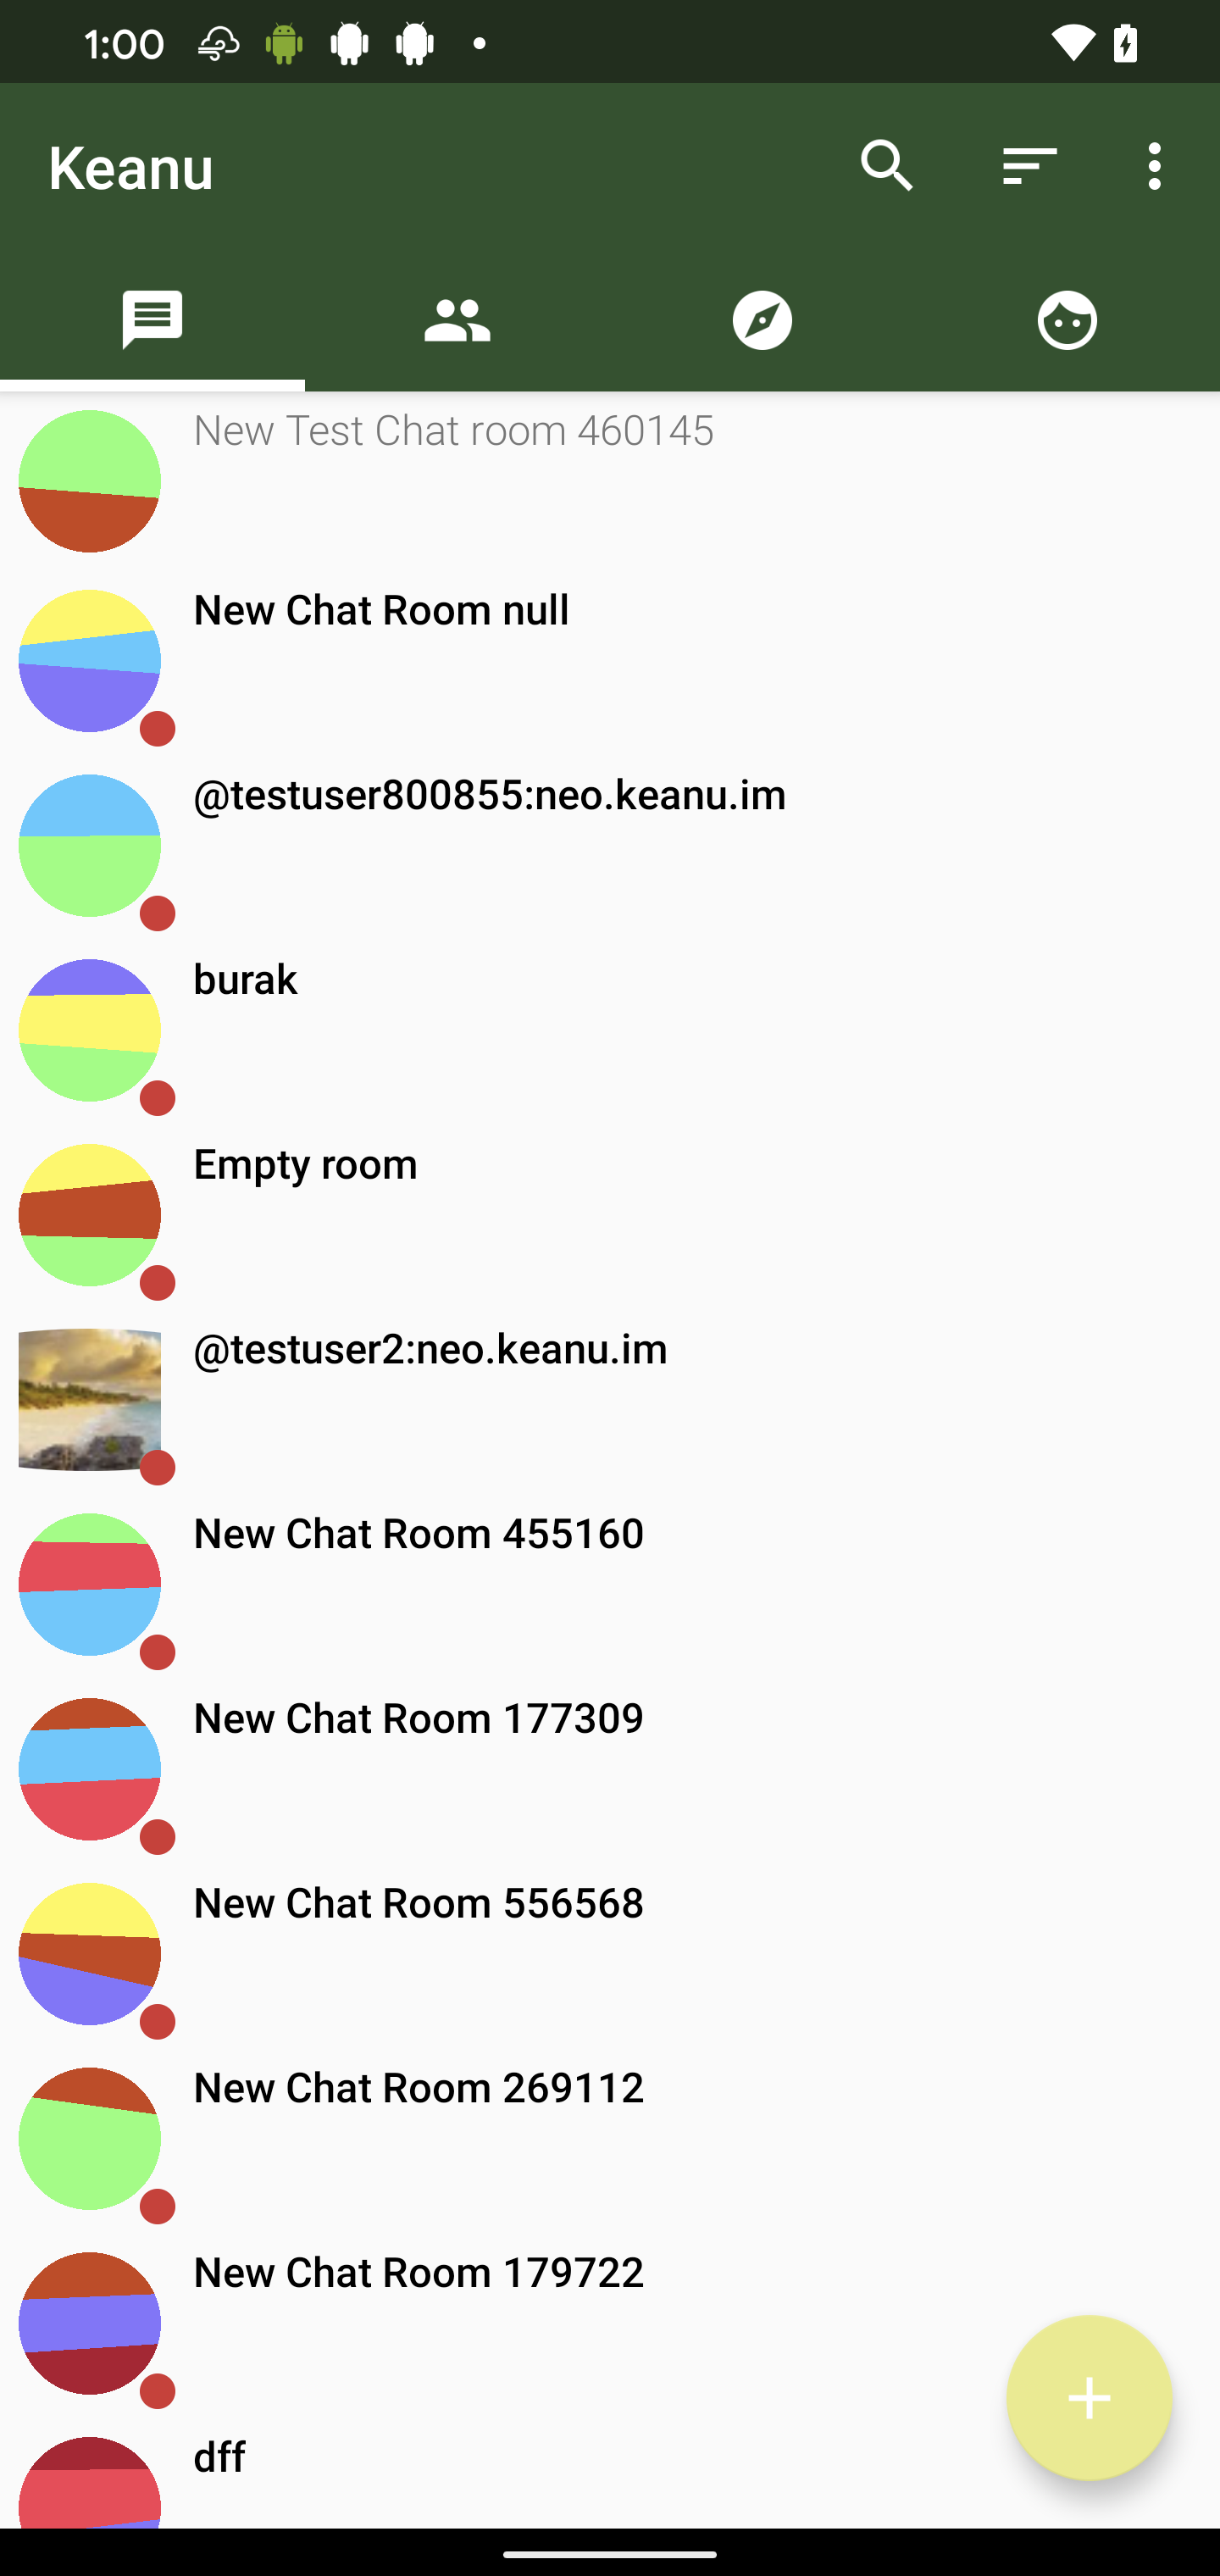 1:00
Keanu
New Test Chat room 460145
New Chat Room null
@testuser800855:neo.keanu.im
burak
Empty room
@testuser2:neo.keanu.im
New Chat Room 455160
New Chat Room 177309
New Chat Room 556568
New Chat Room 269112
New Chat Room 179722
dff